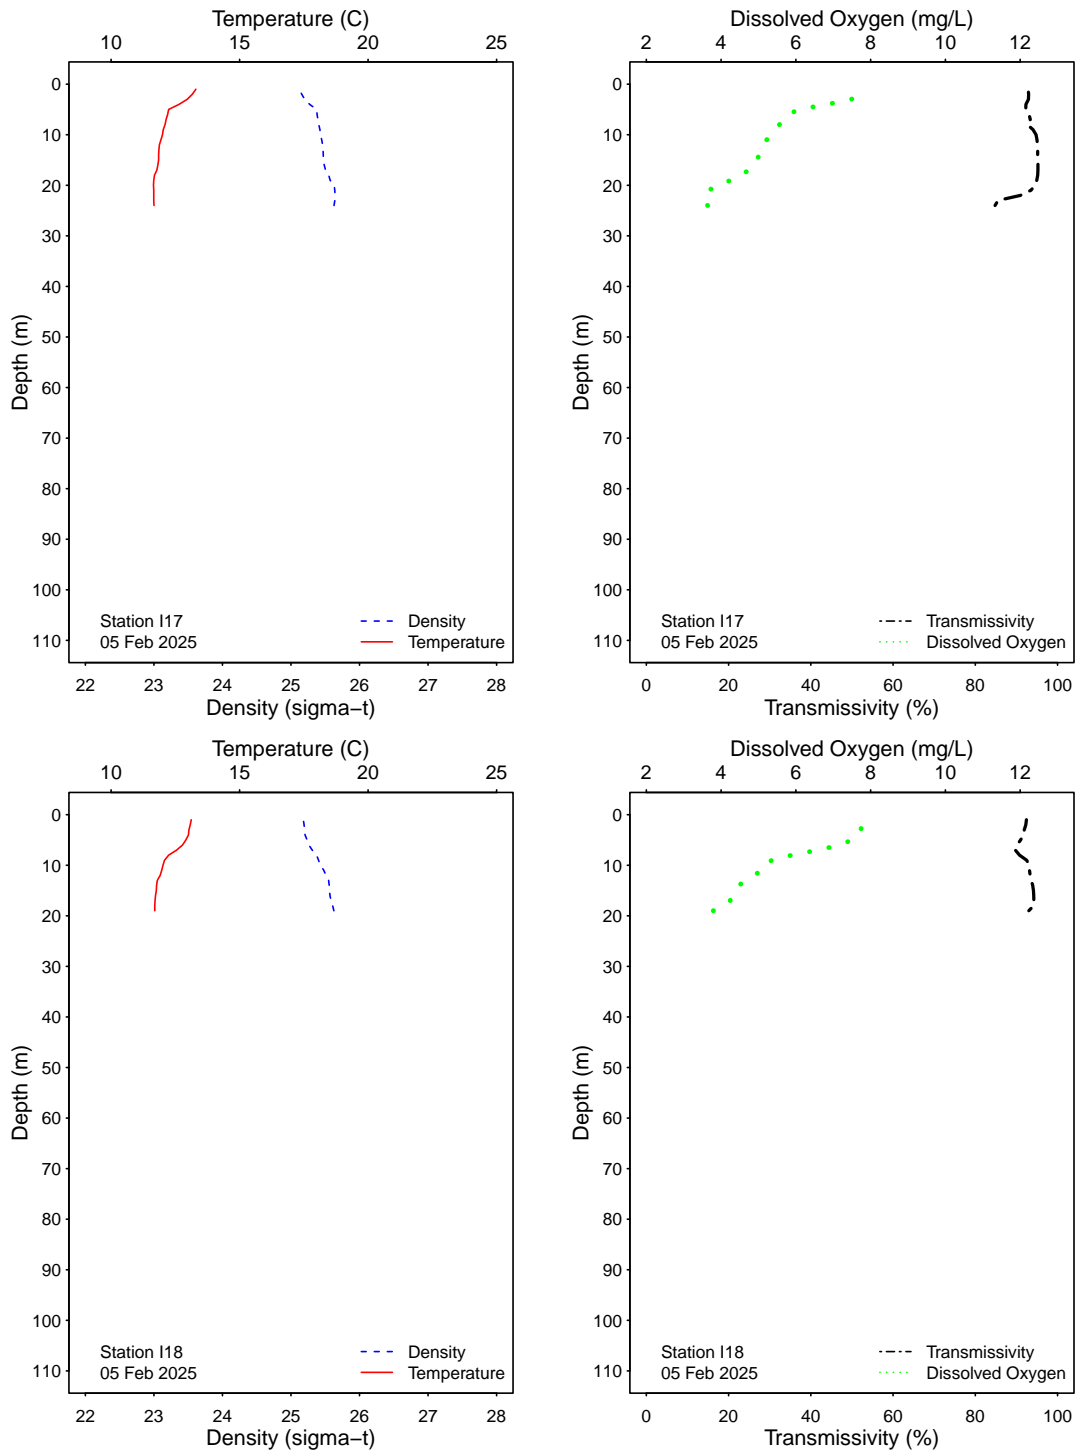 Temperature (C)
10 15 20 25
0
10
20
30
40
50
60
70
80
90
100
110
Depth (m)
Station I17
05 Feb 2025
Density
Temperature
22 23 24 25 26 27 28
Density (sigma−t)
Dissolved Oxygen (mg/L)
2 4 6 8 10 12
0
10
20
30
40
50
60
70
80
90
100
110
Depth (m)
Station I17
05 Feb 2025
Transmissivity
Dissolved Oxygen
0 20 40 60 80 100
Transmissivity (%)
Temperature (C)
10 15 20 25
0
10
20
30
40
50
60
70
80
90
100
110
Depth (m)
Station I18
05 Feb 2025
Density
Temperature
22 23 24 25 26 27 28
Density (sigma−t)
Dissolved Oxygen (mg/L)
2 4 6 8 10 12
0
10
20
30
40
50
60
70
80
90
100
110
Depth (m)
Station I18
05 Feb 2025
Transmissivity
Dissolved Oxygen
0 20 40 60 80 100
Transmissivity (%)